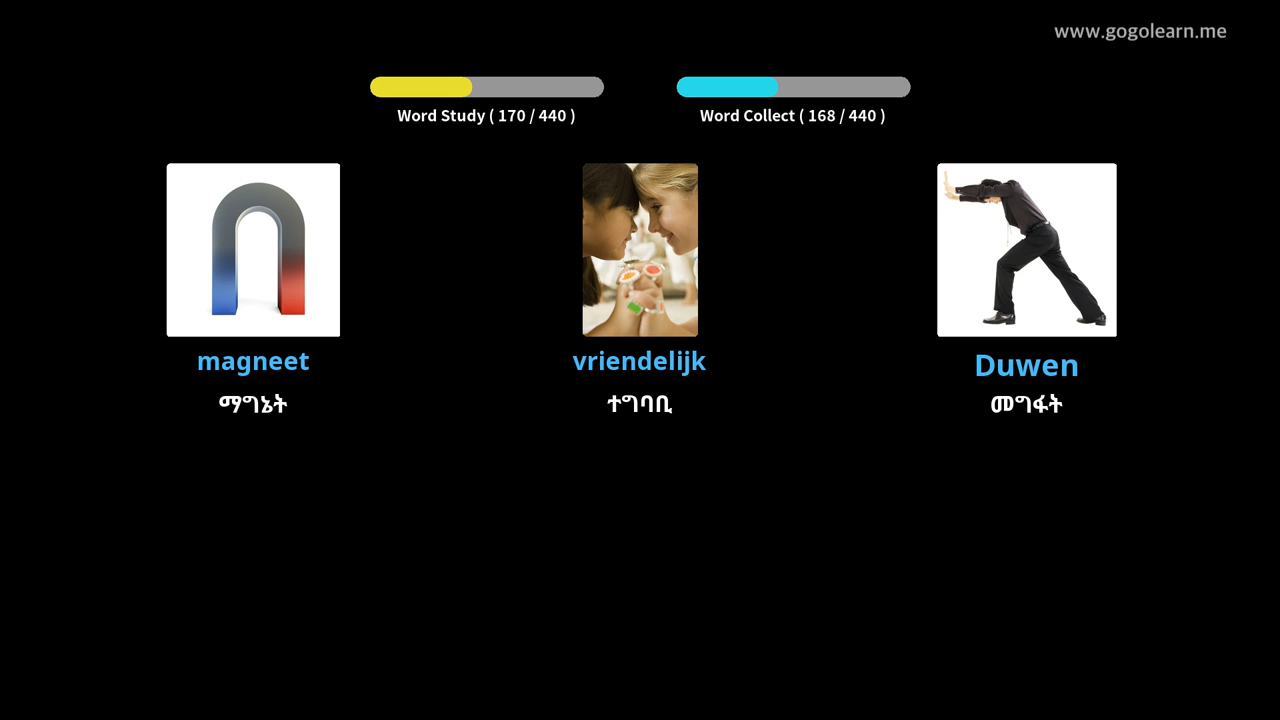 www.gogolearn.me
Word Study ( 170 / 440 )
Word Collect ( 168 / 440 )
magneet
vriendelijk
Duwen
ማግኔት
ተግባቢ
መግፋት